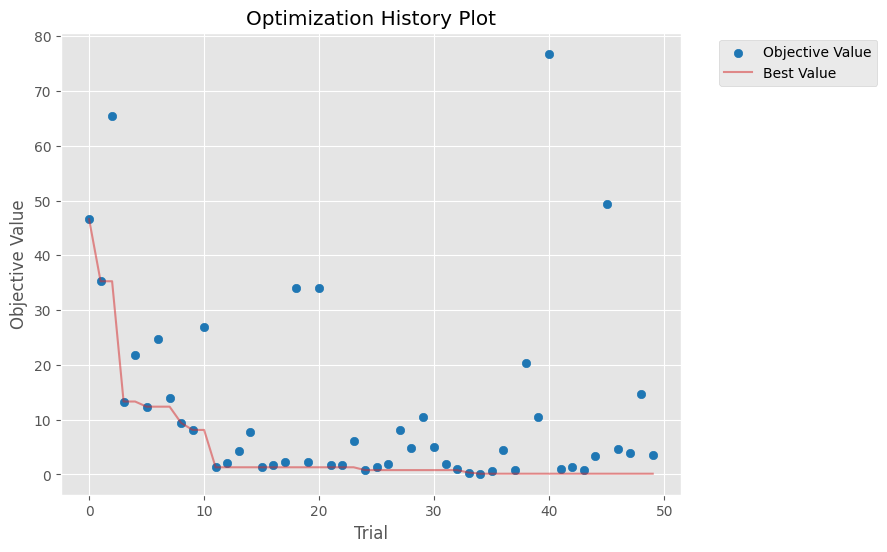 Optimization History Plot
80
70
60
50
40
30
20
10
0
Objective Value
0 10 20 30 40 50
Trial
Objective Value
Best Value